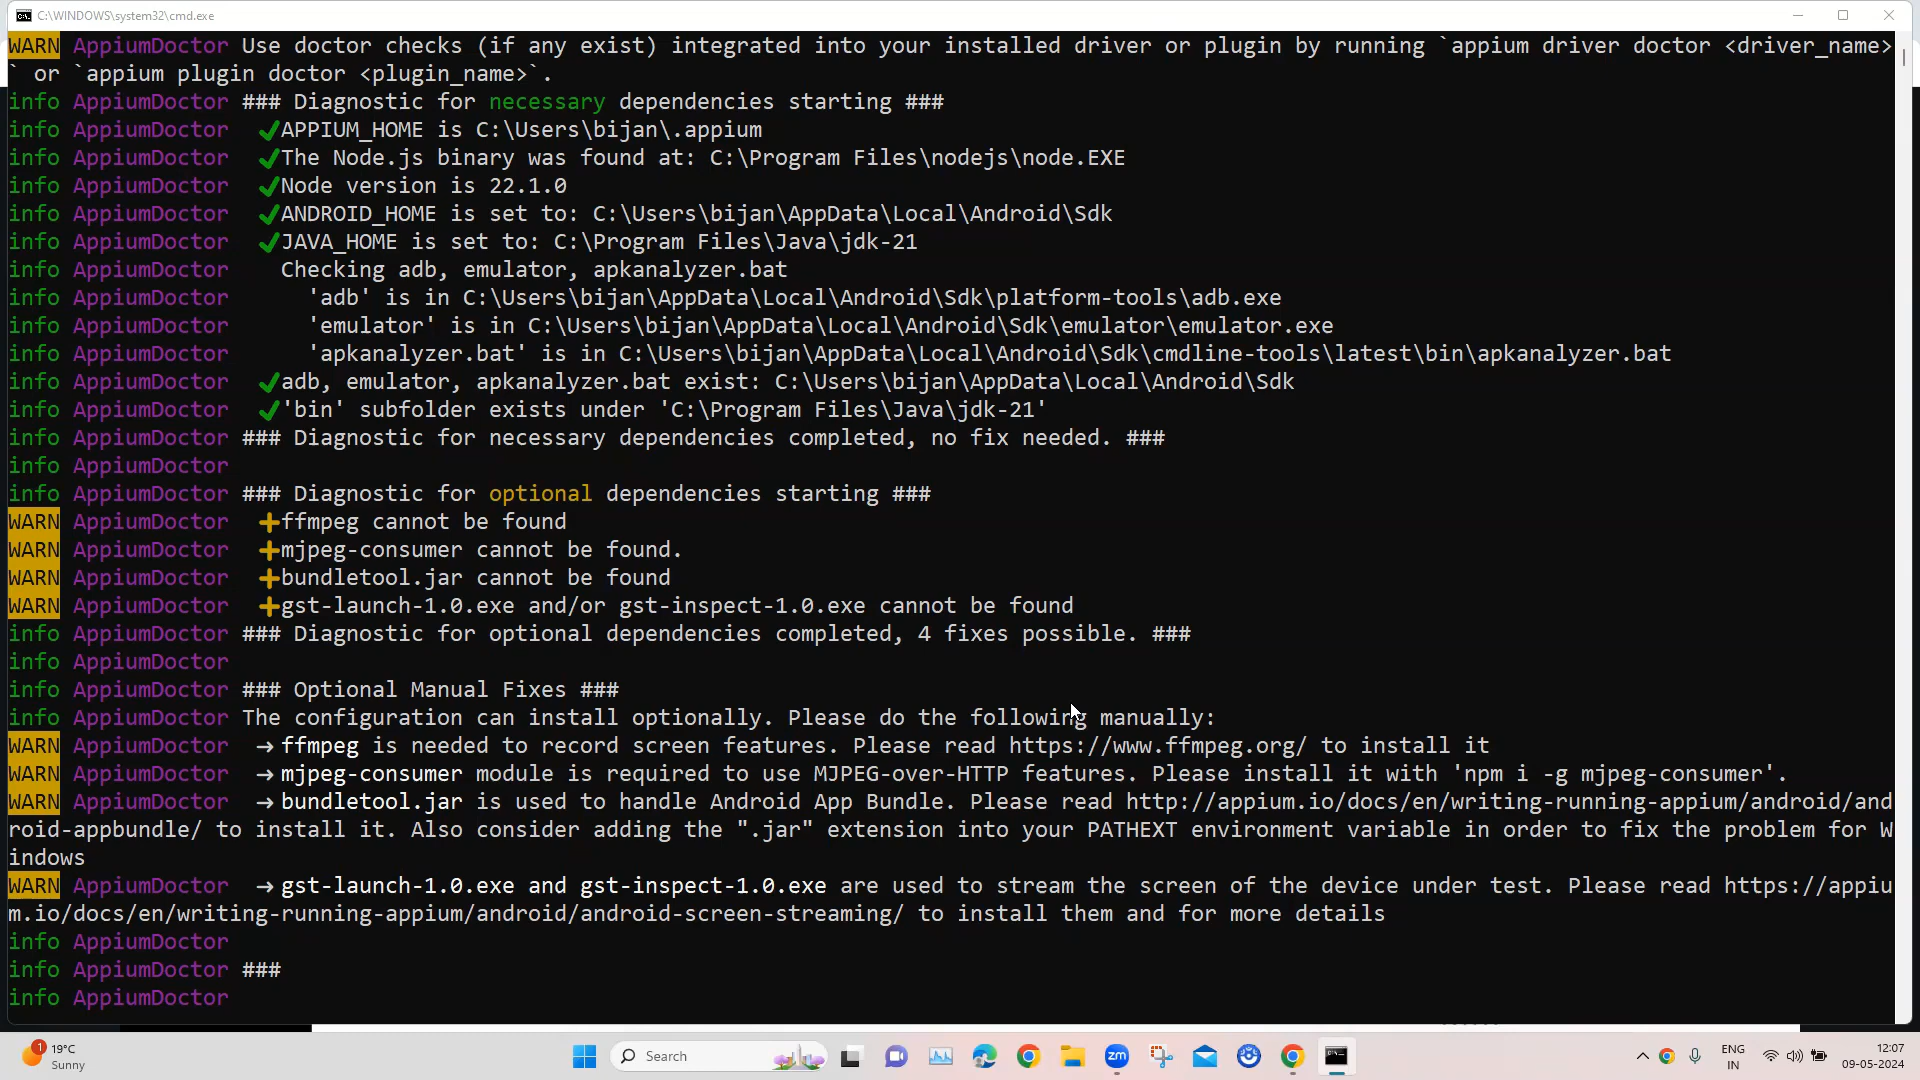 C:\WINDOWS\system32\cmd.exe
WARN AppiumDoctor Use doctor checks (if any exist) integrated into your installed driver or plugin by running `appium driver doctor <driver_name>
` or `appium plugin doctor <plugin_name>`.
info AppiumDoctor ### Diagnostic for necessary dependencies starting ###
info AppiumDoctor ✔APPIUM_HOME is C:\Users\bijan\.appium
info AppiumDoctor ✔The Node.js binary was found at: C:\Program Files\nodejs\node.EXE
info AppiumDoctor ✔Node version is 22.1.0
info AppiumDoctor ✔ANDROID_HOME is set to: C:\Users\bijan\AppData\Local\Android\Sdk
info AppiumDoctor ✔JAVA_HOME is set to: C:\Program Files\Java\jdk-21
info AppiumDoctor Checking adb, emulator, apkanalyzer.bat
info AppiumDoctor 'adb' is in C:\Users\bijan\AppData\Local\Android\Sdk\platform-tools\adb.exe
info AppiumDoctor 'emulator' is in C:\Users\bijan\AppData\Local\Android\Sdk\emulator\emulator.exe
info AppiumDoctor 'apkanalyzer.bat' is in C:\Users\bijan\AppData\Local\Android\Sdk\cmdline-tools\latest\bin\apkanalyzer.bat
info AppiumDoctor ✔adb, emulator, apkanalyzer.bat exist: C:\Users\bijan\AppData\Local\Android\Sdk
info AppiumDoctor ✔'bin' subfolder exists under 'C:\Program Files\Java\jdk-21'
info AppiumDoctor ### Diagnostic for necessary dependencies completed, no fix needed. ###
info AppiumDoctor
info AppiumDoctor ### Diagnostic for optional dependencies starting ###
WARN AppiumDoctor ➕ffmpeg cannot be found
WARN AppiumDoctor ➕mjpeg-consumer cannot be found.
WARN AppiumDoctor ➕bundletool.jar cannot be found
WARN AppiumDoctor ➕gst-launch-1.0.exe and/or gst-inspect-1.0.exe cannot be found
info AppiumDoctor ### Diagnostic for optional dependencies completed, 4 fixes possible. ###
info AppiumDoctor
info AppiumDoctor ### Optional Manual Fixes ###
info AppiumDoctor The configuration can install optionally. Please do the following manually:
WARN AppiumDoctor → ffmpeg is needed to record screen features. Please read https://www.ffmpeg.org/ to install it
WARN AppiumDoctor → mjpeg-consumer module is required to use MJPEG-over-HTTP features. Please install it with 'npm i -g mjpeg-consumer'.
WARN AppiumDoctor → bundletool.jar is used to handle Android App Bundle. Please read http://appium.io/docs/en/writing-running-appium/android/and
roid-appbundle/ to install it. Also consider adding the ".jar" extension into your PATHEXT environment variable in order to fix the problem for W
indows
WARN AppiumDoctor → gst-launch-1.0.exe and gst-inspect-1.0.exe are used to stream the screen of the device under test. Please read https://appiu
m.io/docs/en/writing-running-appium/android/android-screen-streaming/ to install them and for more details
info AppiumDoctor
info AppiumDoctor ###
info AppiumDoctor
1
19°C
Sunny
Search
zm
ENG
IN
12:07
09-05-2024